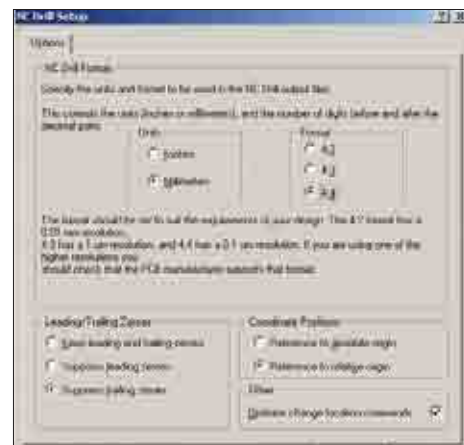 NC Drill Setup
Options
NC Drill Format
Specify the units and format to be used in the NC Drill output files.
This controls the units (inches or millimeters), and the number of digits before and after the
decimal point.
Units
Format
Inches
4:2
Millimeters
4:3
4:4
The format should be set to suit the requirements of your design. The 4:2 format has a
0.01 mm resolution,
4:3 has a 1 um resolution, and 4:4 has a 0.1 um resolution. If you are using one of the
higher resolutions you
should check that the PCB manufacturer supports that format.
Leading/Trailing Zeroes
Coordinate Positions
Keep leading and trailing zeroes
Reference to absolute origin
Suppress leading zeroes
Reference to relative origin
Suppress trailing zeroes
Other
Optimize change location commands